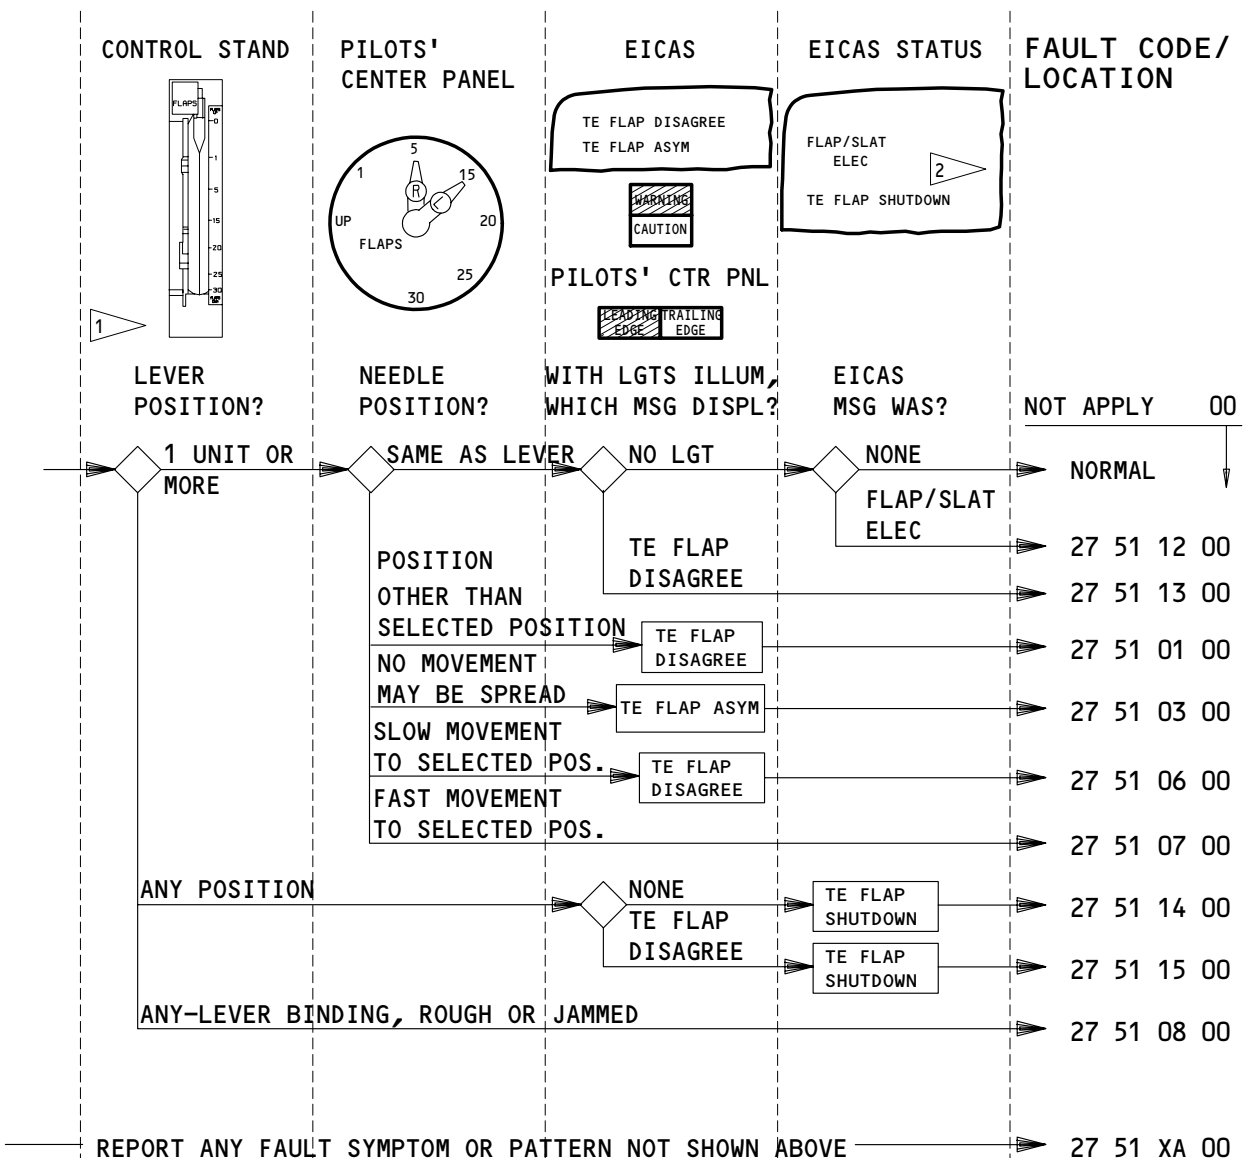 CONTROL STAND
PILOTS'
CENTER PANEL
EICAS
EICAS STATUS
FAULT CODE/
LOCATION
FLAPS
0
1
5
15
20
25
30
1
UP
1
5
15
20
25
30
R
L
FLAPS
TE FLAP DISAGREE
TE FLAP ASYM
WARNING
CAUTION
PILOTS' CTR PNL
LEADING
EDGE
TRAILING
EDGE
FLAP/SLAT
ELEC
2
TE FLAP SHUTDOWN
LEVER
POSITION?
NEEDLE
POSITION?
WITH LGTS ILLUM,
WHICH MSG DISPL?
EICAS
MSG WAS?
NOT APPLY 00
1 UNIT OR
MORE
SAME AS LEVER
NO LGT
NONE
NORMAL
FLAP/SLAT
ELEC
27 51 12 00
TE FLAP
DISAGREE
27 51 13 00
POSITION
OTHER THAN
SELECTED POSITION
TE FLAP
DISAGREE
27 51 01 00
NO MOVEMENT
MAY BE SPREAD
TE FLAP ASYM
27 51 03 00
SLOW MOVEMENT
TO SELECTED POS.
TE FLAP
DISAGREE
27 51 06 00
FAST MOVEMENT
TO SELECTED POS.
27 51 07 00
ANY POSITION
NONE
TE FLAP
SHUTDOWN
27 51 14 00
TE FLAP
DISAGREE
TE FLAP
SHUTDOWN
27 51 15 00
ANY-LEVER BINDING, ROUGH OR JAMMED
27 51 08 00
REPORT ANY FAULT SYMPTOM OR PATTERN NOT SHOWN ABOVE
27 51 XA 00